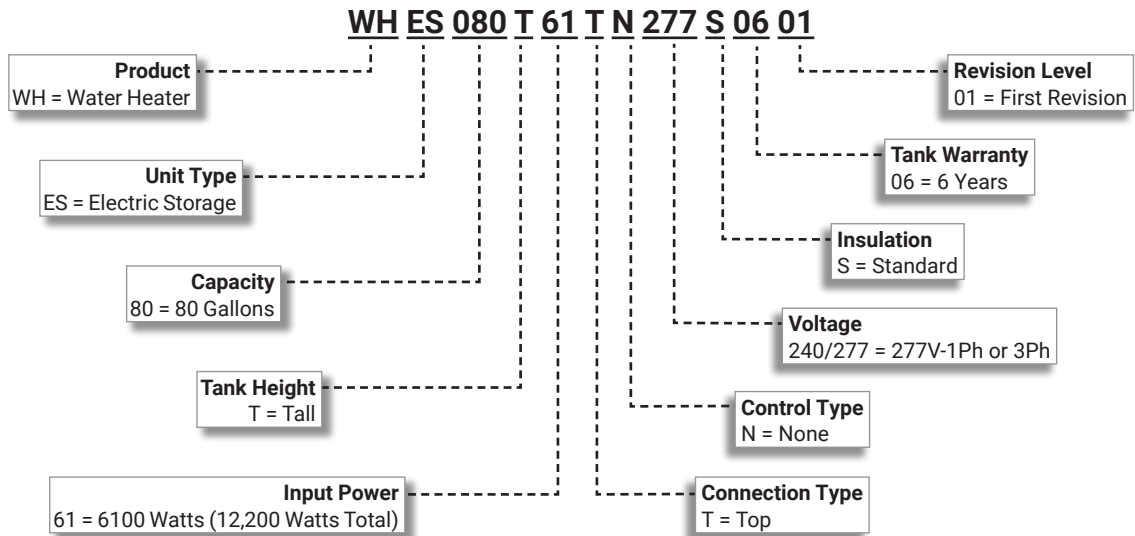 WH ES 080 T 61 T N 277 S 06 01
Product
WH = Water Heater
Revision Level
01 = First Revision
Unit Type
ES = Electric Storage
Tank Warranty
06 = 6 Years
Capacity
80 = 80 Gallons
Insulation
S = Standard
Voltage
240/277 = 277V-1Ph or 3Ph
Tank Height
T = Tall
Control Type
N = None
Input Power
61 = 6100 Watts (12,200 Watts Total)
Connection Type
T = Top